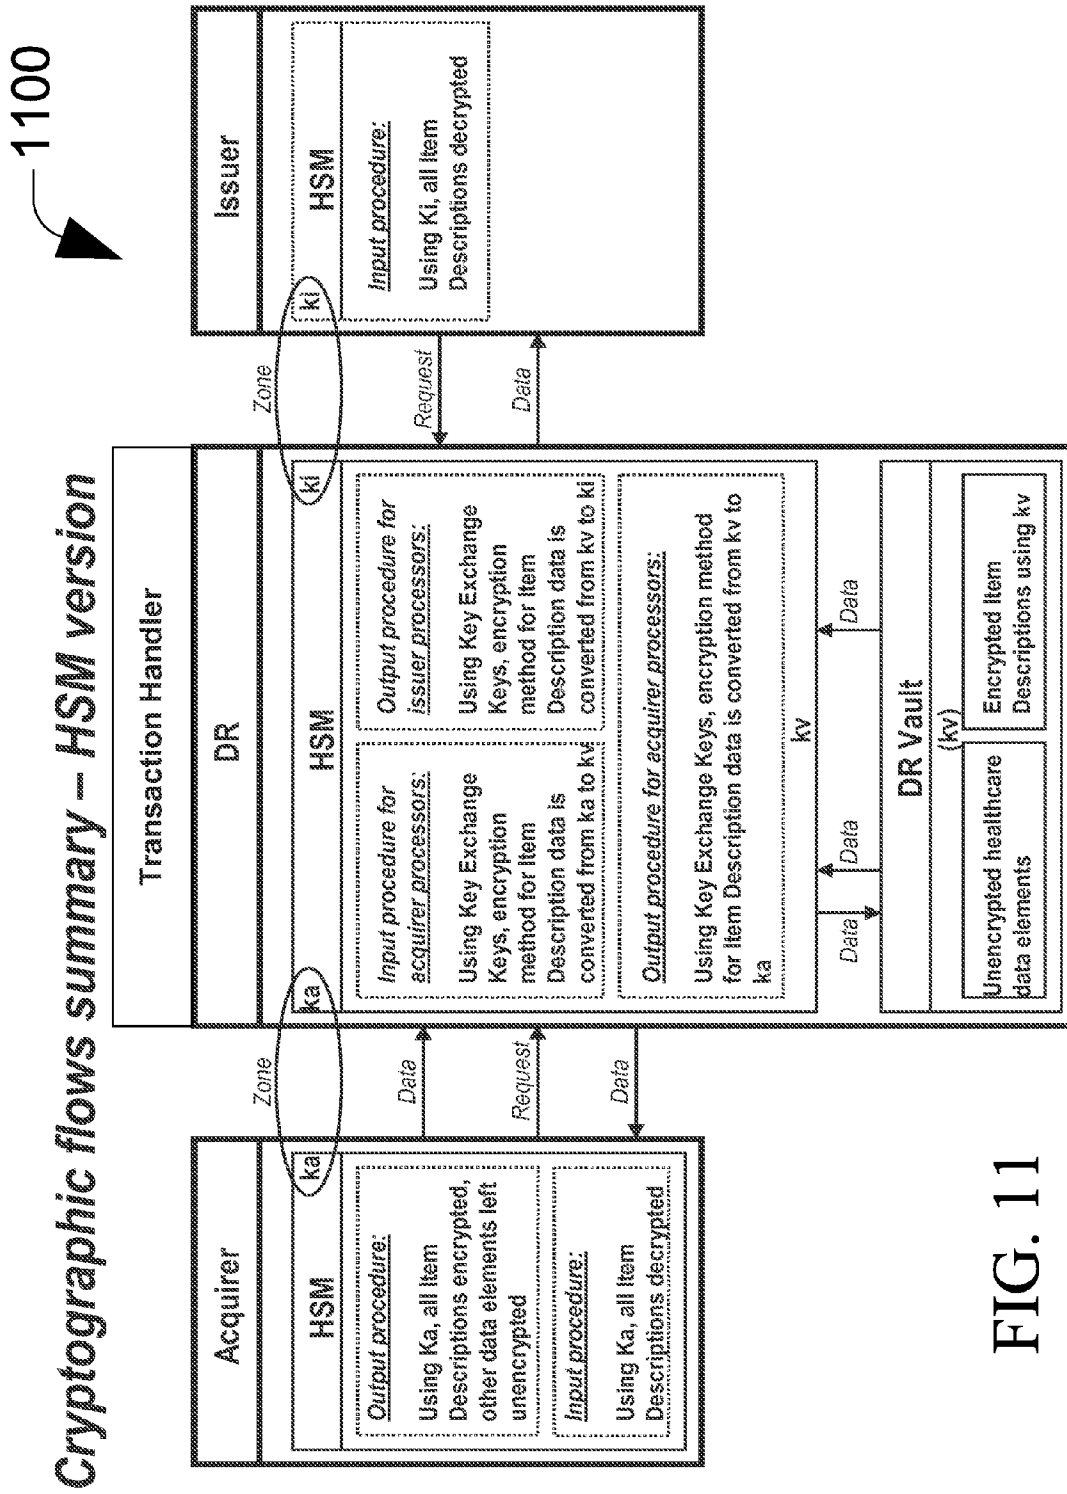 1100
Cryptographic flows summary – HSM version
Transaction Handler
Acquirer
HSM
ka
Output procedure:
Using Ka, all Item
Descriptions encrypted,
other data elements left
unencrypted
Input procedure:
Using Ka, all Item
Descriptions decrypted
Zone
Data
Request
Data
DR
HSM
ka
ki
Input procedure for
acquirer processors:
Using Key Exchange
Keys, encryption
method for Item
Description data is
converted from ka to kv
Output procedure for
issuer processors:
Using Key Exchange
Keys, encryption
method for Item
Description data is
converted from kv to ki
Output procedure for acquirer processors:
Using Key Exchange Keys, encryption method
for Item Description data is converted from kv to
ka
kv
Data
Data
Data
DR Vault
(kv)
Unencrypted healthcare
data elements
Encrypted Item
Descriptions using kv
Zone
Request
Data
Issuer
HSM
ki
Input procedure:
Using Ki, all Item
Descriptions decrypted
FIG. 11